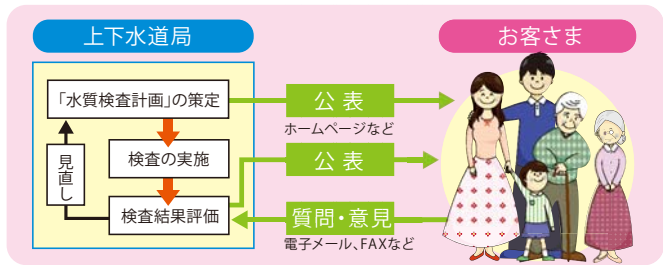 上下水道局
お客さま
「水質検査計画」の策定
公表
ホームページなど
検査の実施
公表
見直し
検査結果評価
質問・意見
電子メール、FAXなど